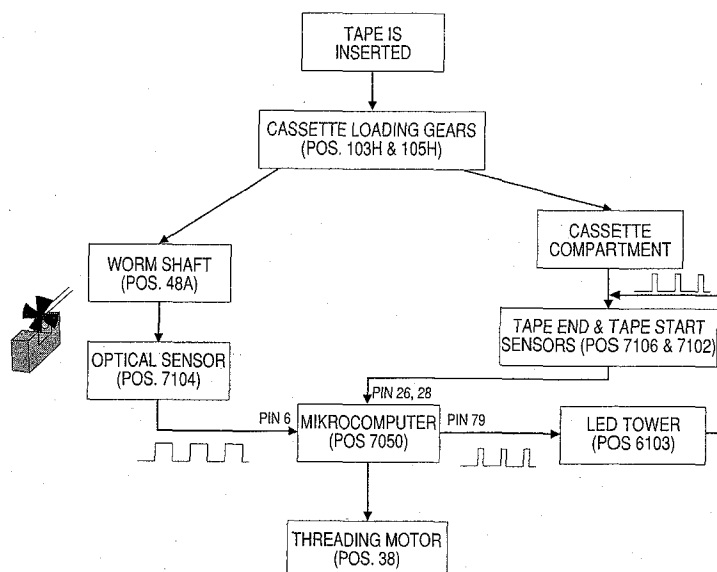 TAPE IS
INSERTED
CASSETTE LOADING GEARS
(POS. 103H & 105H)
CASSETTE
COMPARTMENT
WORM SHAFT
(POS. 48A)
TAPE END & TAPE START
SENSORS (POS 7106 & 7102)
OPTICAL SENSOR
(POS. 7104)
PIN 26, 28
PIN 6
MIKROCOMPUTER
(POS 7050)
PIN 79
LED TOWER
(POS 6103)
THREADING MOTOR
(POS. 38)